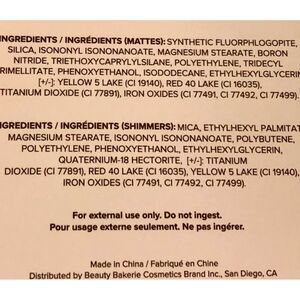 INGREDIENTS / INGRÉDIENTS (MATTES): SYNTHETIC FLUORPHLOGOPITE,
SILICA, ISONONYL ISONONANOATE, MAGNESIUM STEARATE, BORON
NITRIDE, TRIETHOXYCAPRYLYLSILANE, POLYETHYLENE, TRIDECYL
TRIMELLITATE, PHENOXYETHANOL, ISODODECANE, ETHYLHEXYLGLYCERIN,
[+/-]: YELLOW 5 LAKE (CI 19140), RED 40 LAKE (CI 16035),
TITANIUM DIOXIDE (CI 77891), IRON OXIDES (CI 77491, CI 77492, CI 77499).
INGREDIENTS / INGRÉDIENTS (SHIMMERS): MICA, ETHYLHEXYL PALMITATE,
MAGNESIUM STEARATE, ISONONYL ISONONANOATE, POLYBUTENE,
POLYETHYLENE, PHENOXYETHANOL, ETHYLHEXYLGLYCERIN,
QUATERNIUM-18 HECTORITE, [+/-]: TITANIUM
DIOXIDE (CI 77891), RED 40 LAKE (CI 16035), YELLOW 5 LAKE (CI 19140),
IRON OXIDES (CI 77491, CI 77492, CI 77499).
For external use only. Do not ingest.
Pour usage externe seulement. Ne pas ingérer.
Made in China / Fabriqué en Chine
Distributed by Beauty Bakerie Cosmetics Brand Inc., San Diego, CA